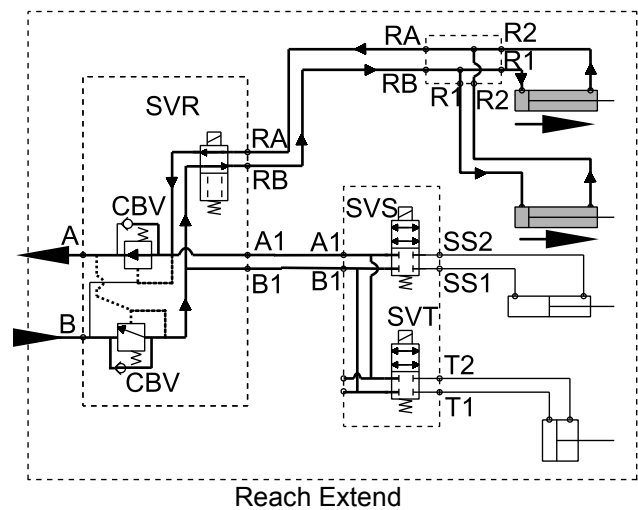 RA
R2
R1
RB
R1
R2
SVR
RA
RB
CBV
SVS
A
A1
A1
SS2
B1
B1
SS1
B
SVT
CBV
T2
T1
Reach Extend